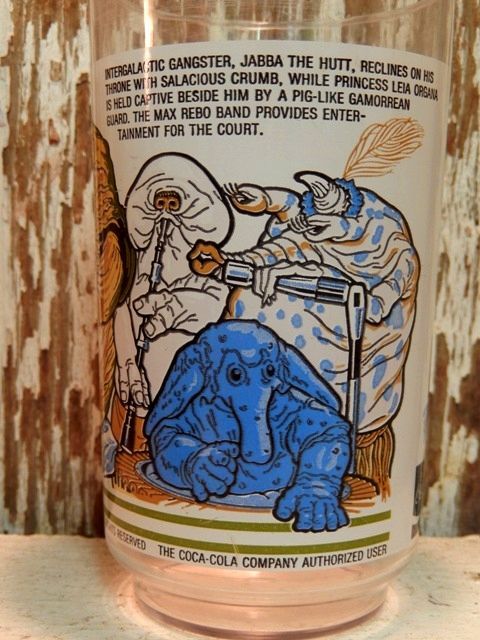 INTERGALACTIC GANGSTER, JABBA THE HUTT, RECLINES ON HIS
THRONE WITH SALACIOUS CRUMB, WHILE PRINCESS LEIA ORGANA
IS HELD CAPTIVE BESIDE HIM BY A PIG-LIKE GAMORREAN
GUARD. THE MAX REBO BAND PROVIDES ENTER-
TAINMENT FOR THE COURT.
RESERVED THE COCA-COLA COMPANY AUTHORIZED USER